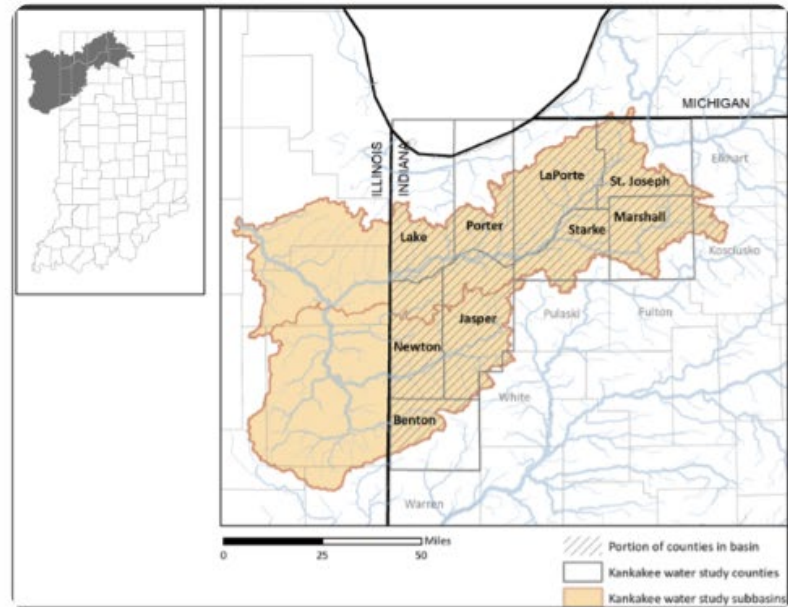 MICHIGAN
ILLINOIS
INDIANA
Elkhart
LaPorte
St. Joseph
Lake
Porter
Starke
Marshall
Kosciusko
Jasper
Pulaski
Fulton
Newton
White
Benton
Warren
Miles
0 25 50
Portion of counties in basin
Kankakee water study counties
Kankakee water study subbasins